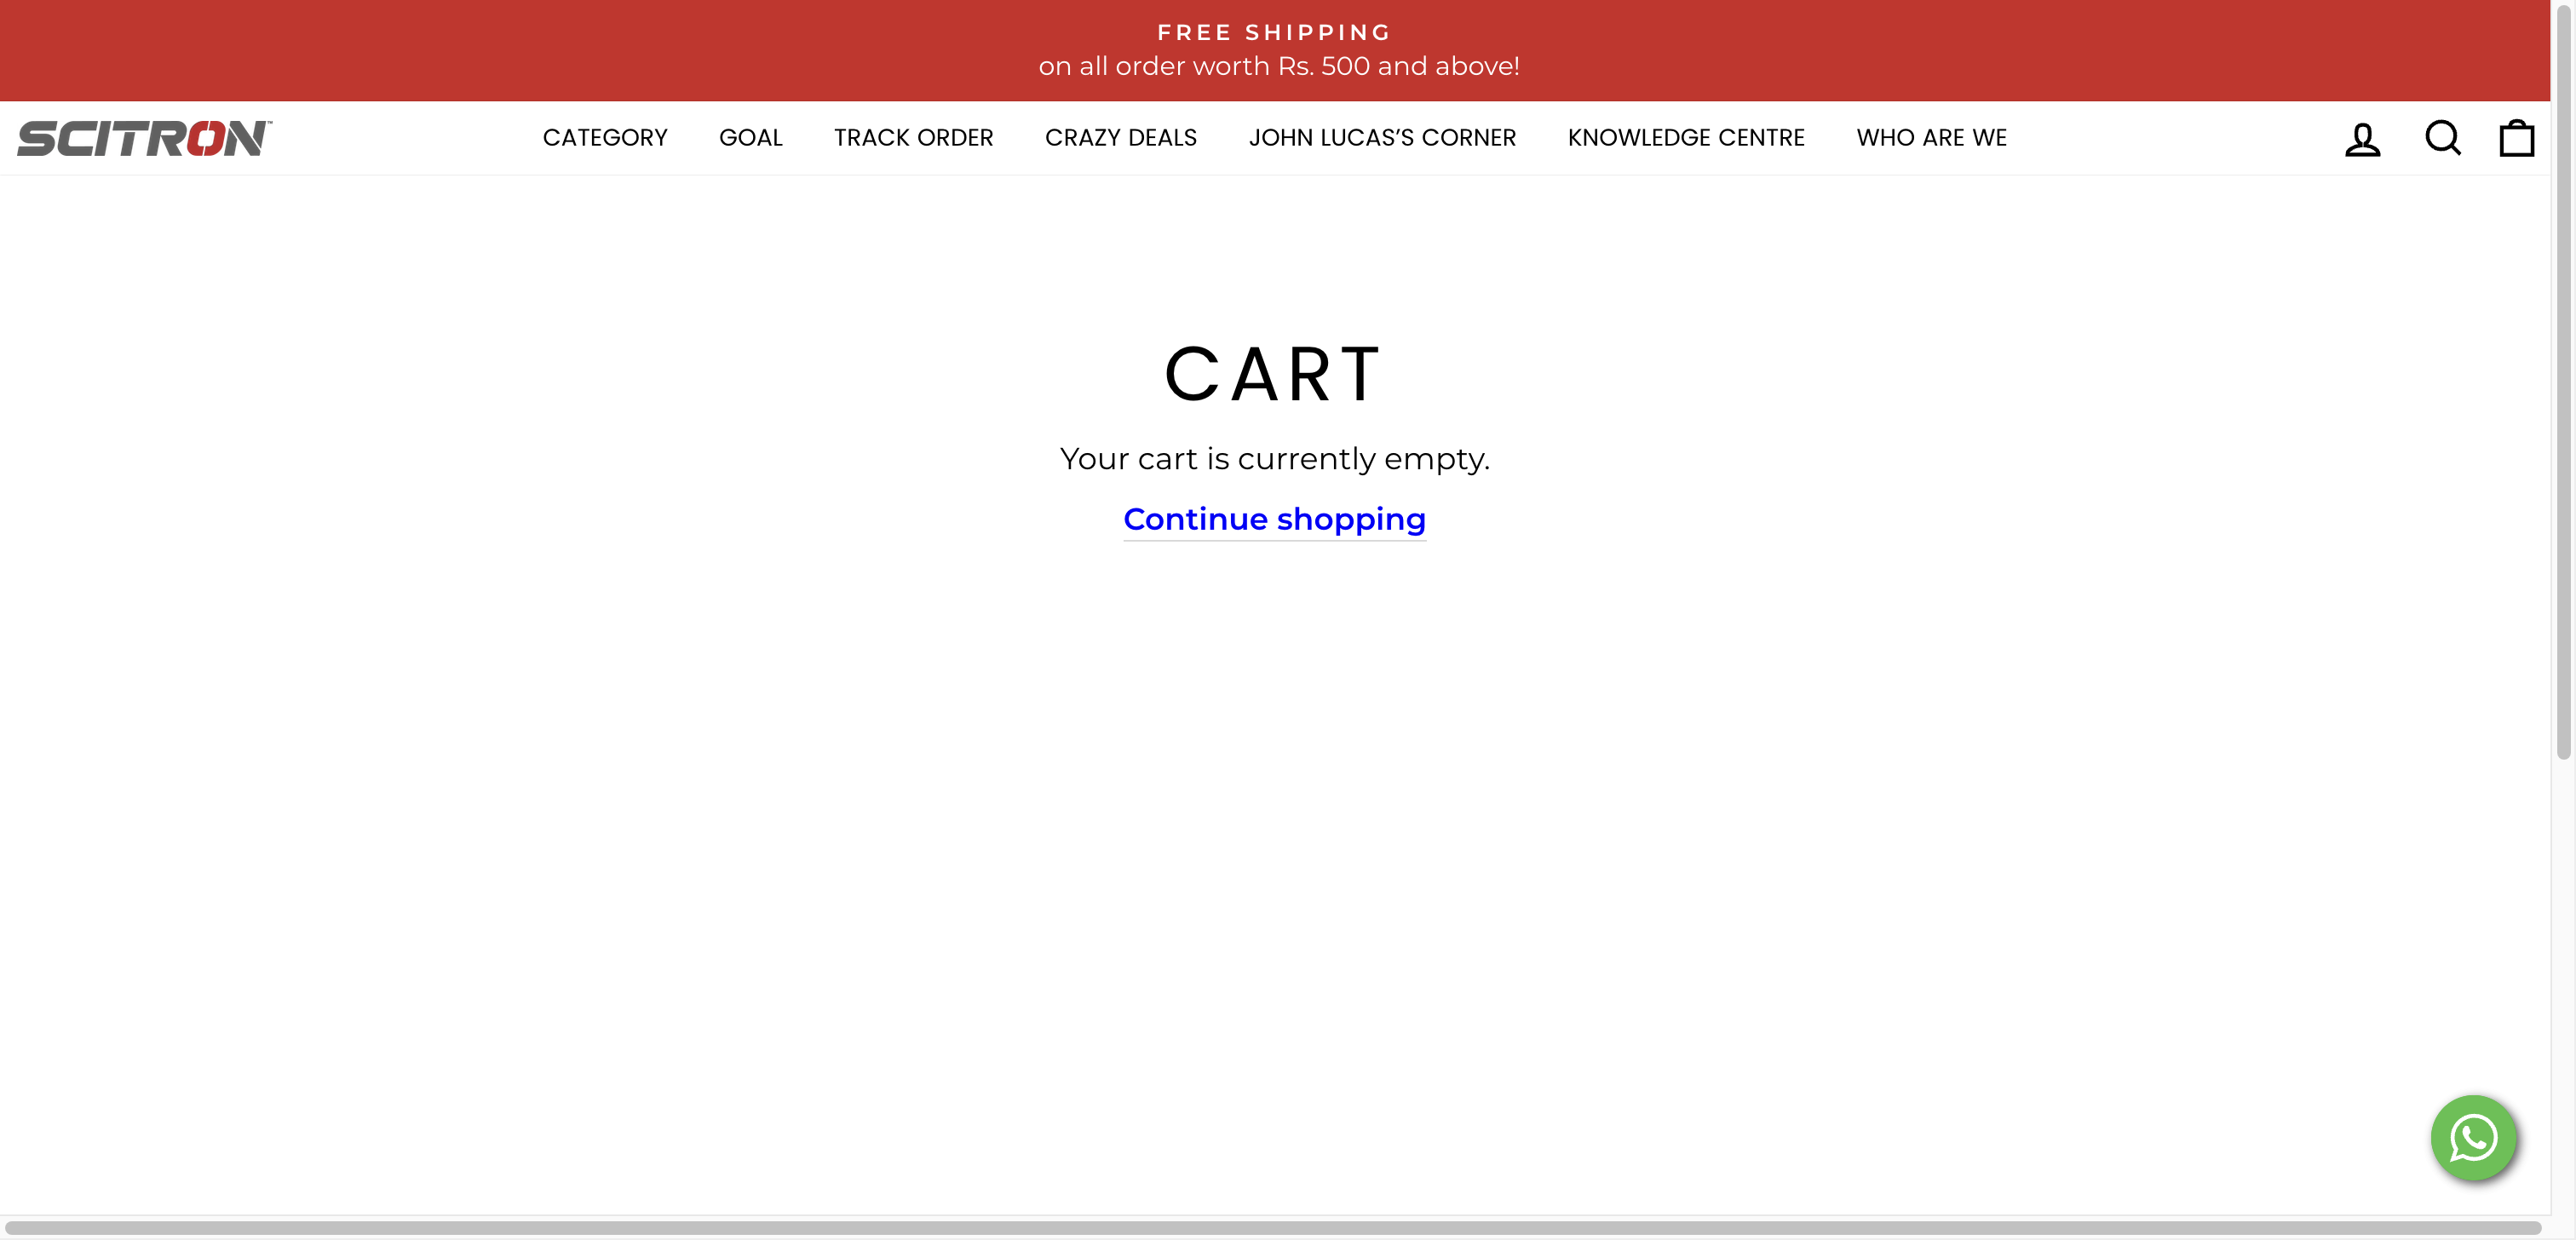 FREE SHIPPING
on all order worth Rs. 500 and above!
SCITRON™
CATEGORY GOAL TRACK ORDER CRAZY DEALS JOHN LUCAS’S CORNER KNOWLEDGE CENTRE WHO ARE WE
CART
Your cart is currently empty.
Continue shopping